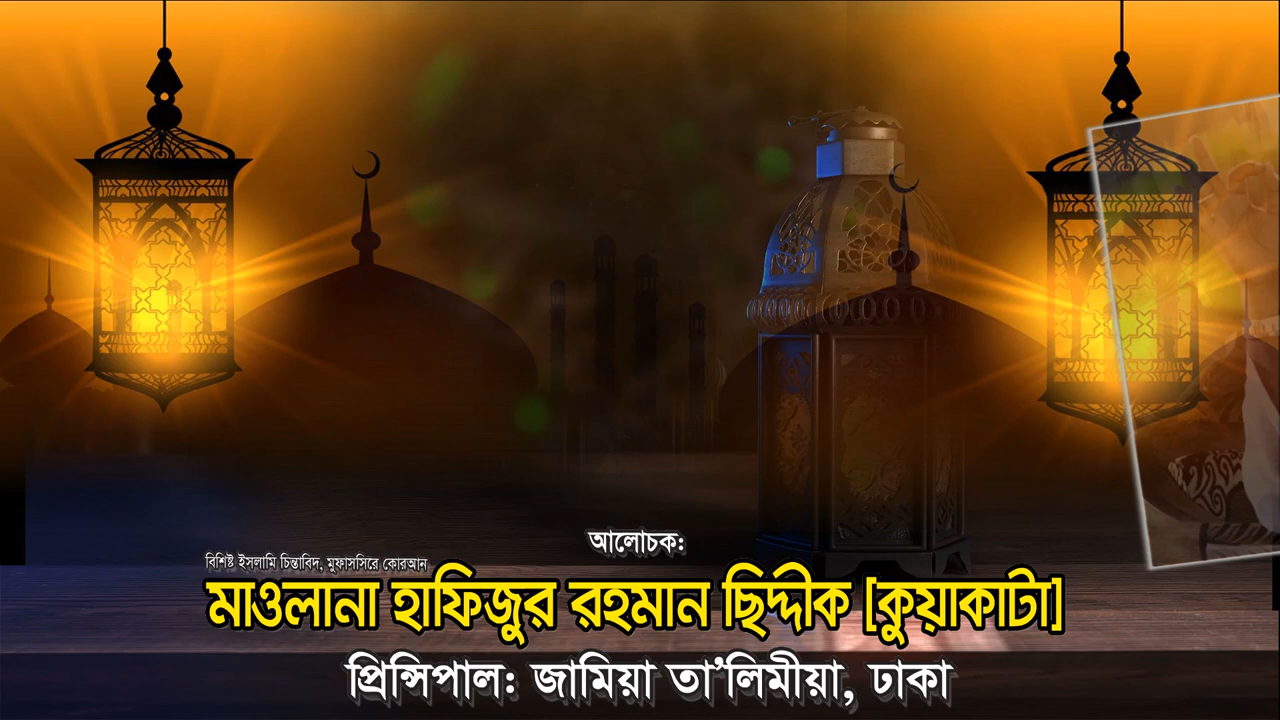 আলোচক:
বিশিষ্ট ইসলামি চিন্তাবিদ, মুফাসসিরে কোরআন
মাওলানা হাফিজুর রহমান ছিদ্দীক [কুয়াকাটা]
প্রিন্সিপাল: জামিয়া তা’লিমীয়া, ঢাকা